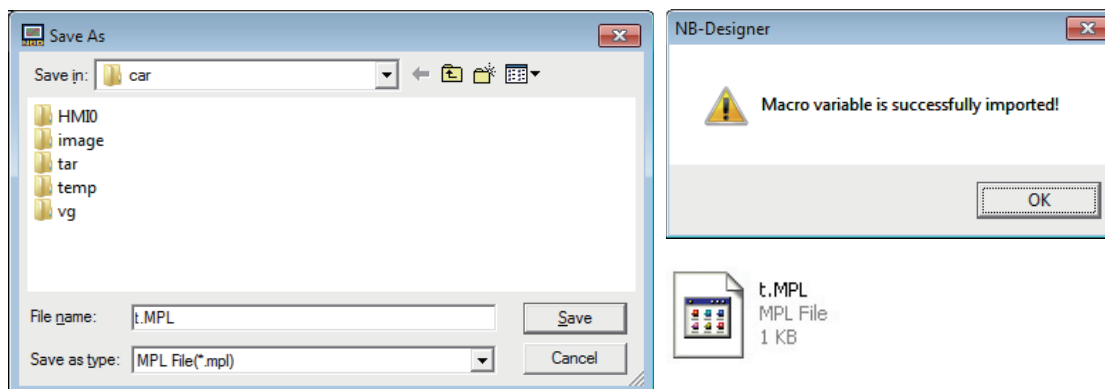 Save As
Save in: car
HMI0
image
tar
temp
vg
File name: t.MPL Save
Save as type: MPL File(*.mpl) Cancel
NB-Designer
Macro variable is successfully imported!
OK
t.MPL
MPL File
1 KB